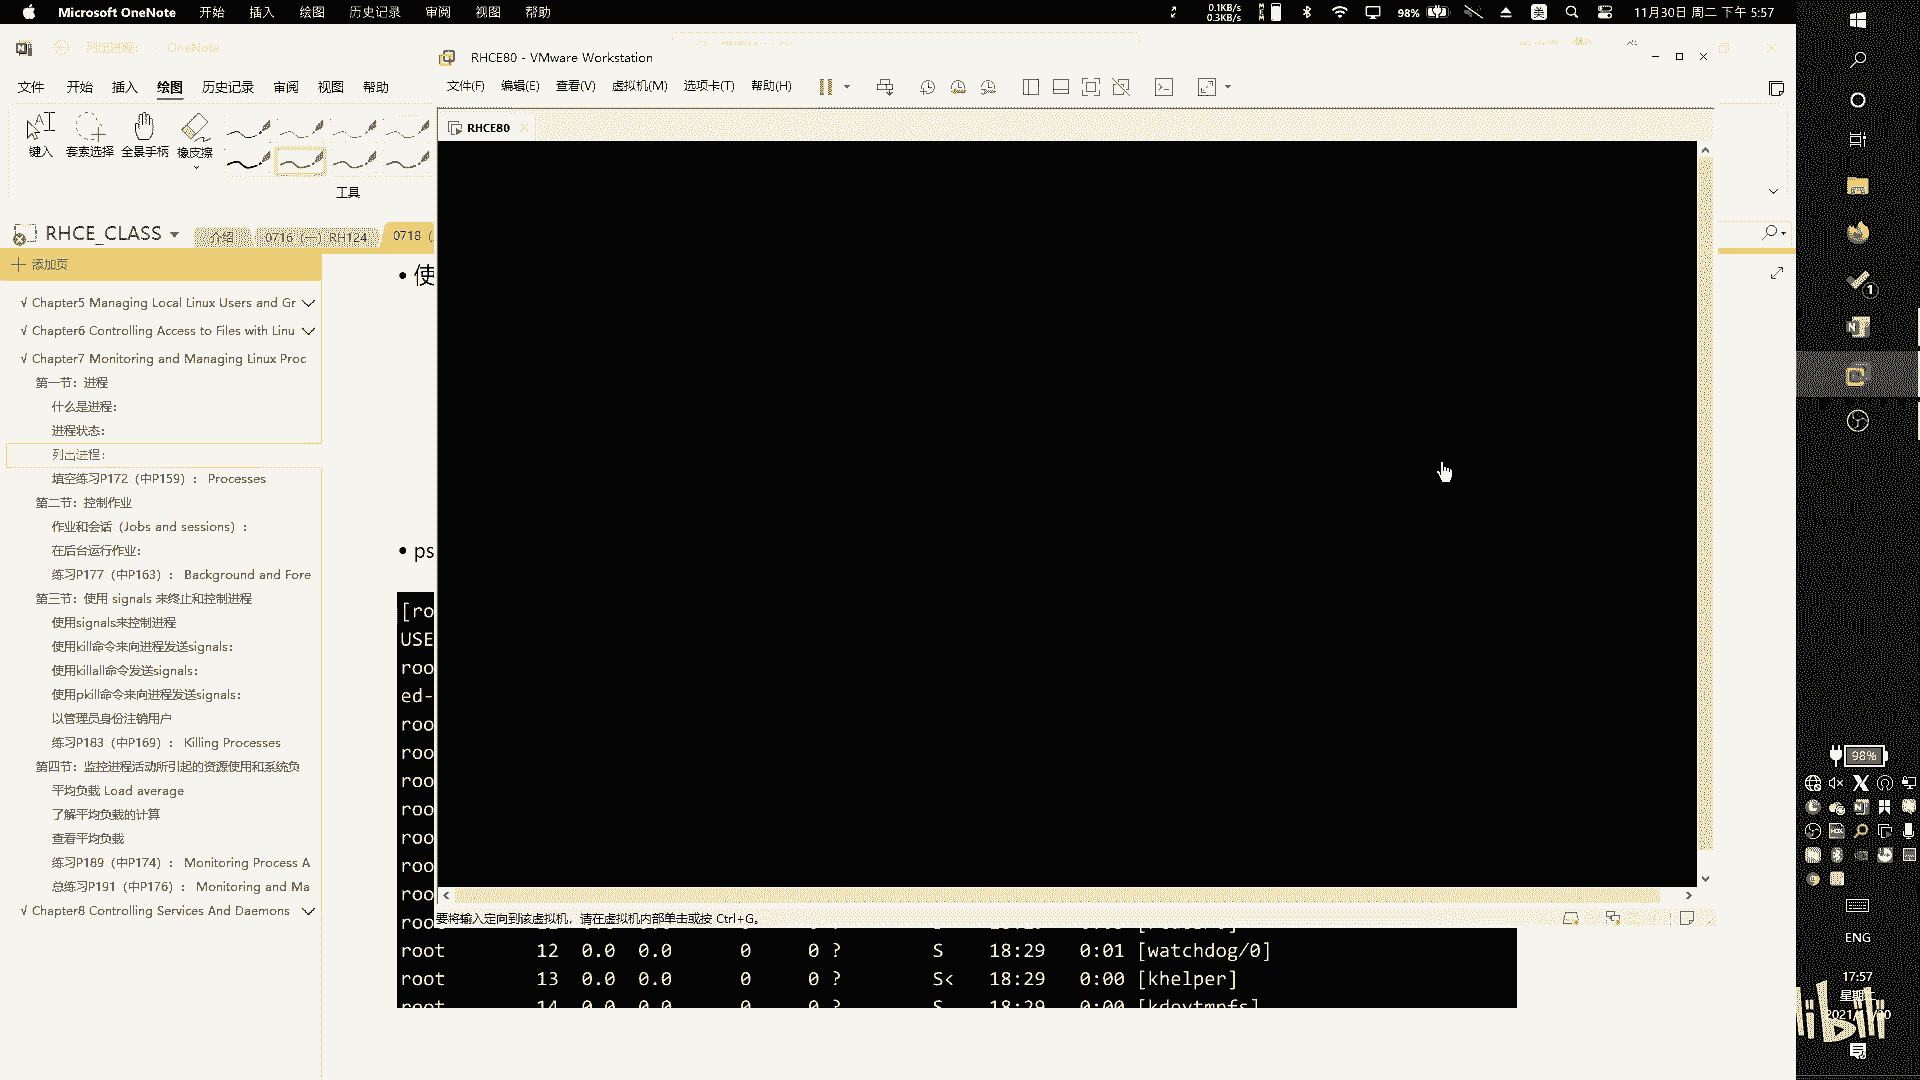 Microsoft OneNote 开始 插入 绘图 历史记录 审阅 视图 帮助
0.1KB/s
0.3KB/s
98%
美
11月30日 周二 下午 5:57
列出进程: - OneNote
RHCE80 - VMware Workstation
文件 开始 插入 绘图 历史记录 审阅 视图 帮助
文件(F) 编辑(E) 查看(V) 虚拟机(M) 选项卡(T) 帮助(H)
RHCE80
键入 套索选择 全景手柄 橡皮擦
工具
RHCE_CLASS
介绍 0716 (一) RH124 0718 (
添加页
• 使
√ Chapter5 Managing Local Linux Users and Gr
√ Chapter6 Controlling Access to Files with Linu
√ Chapter7 Monitoring and Managing Linux Proc
第一节：进程
什么是进程:
进程状态:
列出进程:
填空练习P172（中P159）： Processes
第二节：控制作业
作业和会话（Jobs and sessions）:
在后台运行作业:
练习P177（中P163）： Background and Fore
第三节：使用 signals 来终止和控制进程
使用signals来控制进程
使用kill命令来向进程发送signals:
使用killall命令发送signals:
使用pkill命令来向进程发送signals:
以管理员身份注销用户
练习P183（中P169）： Killing Processes
第四节：监控进程活动所引起的资源使用和系统负
平均负载 Load average
了解平均负载的计算
查看平均负载
练习P189（中P174）： Monitoring Process A
总练习P191（中P176）： Monitoring and Ma
√ Chapter8 Controlling Services And Daemons
• ps
[ro
USE
roo
ed-
roo
roo
roo
roo
roo
roo
roo
要将输入定向到该虚拟机，请在虚拟机内部单击或按 Ctrl+G。
root 12 0.0 0.0 0 0 ? S 18:29 0:01 [watchdog/0]
root 13 0.0 0.0 0 0 ? S< 18:29 0:00 [khelper]
root 14 0.0 0.0 0 0 ? S 18:29 0:00 [kdevtmpfs]
1
98%
ENG
17:57